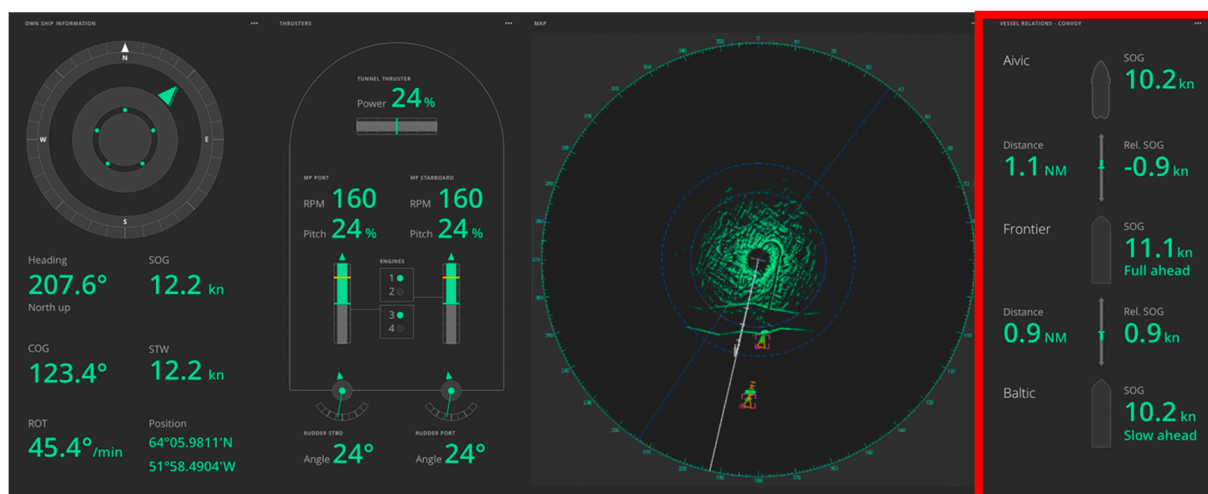 OWN SHIP INFORMATION
N
W
E
S
Heading
207.6°
North up
SOG
12.2 kn
COG
123.4°
STW
12.2 kn
ROT
45.4°/min
Position
64°05.9811'N
51°58.4904'W
THRUSTERS
TUNNEL THRUSTER
Power 24 %
MP PORT
RPM 160
Pitch 24 %
MP STARBOARD
RPM 160
Pitch 24 %
ENGINES
1
2
3
4
RUDDER STBD
Angle 24°
RUDDER PORT
Angle 24°
MAP
VESSEL RELATIONS - CONVOY
Aivic
SOG
10.2 kn
Distance
1.1 NM
Rel. SOG
-0.9 kn
Frontier
SOG
11.1 kn
Full ahead
Distance
0.9 NM
Rel. SOG
0.9 kn
Baltic
SOG
10.2 kn
Slow ahead